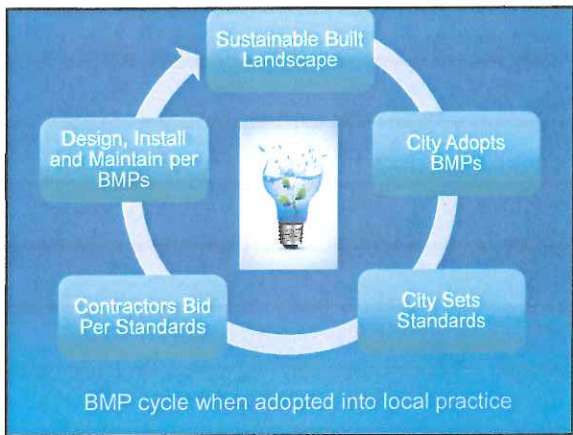 Sustainable Built
Landscape
City Adopts
BMPs
City Sets
Standards
Contractors Bid
Per Standards
Design, Install
and Maintain per
BMPs
BMP cycle when adopted into local practice